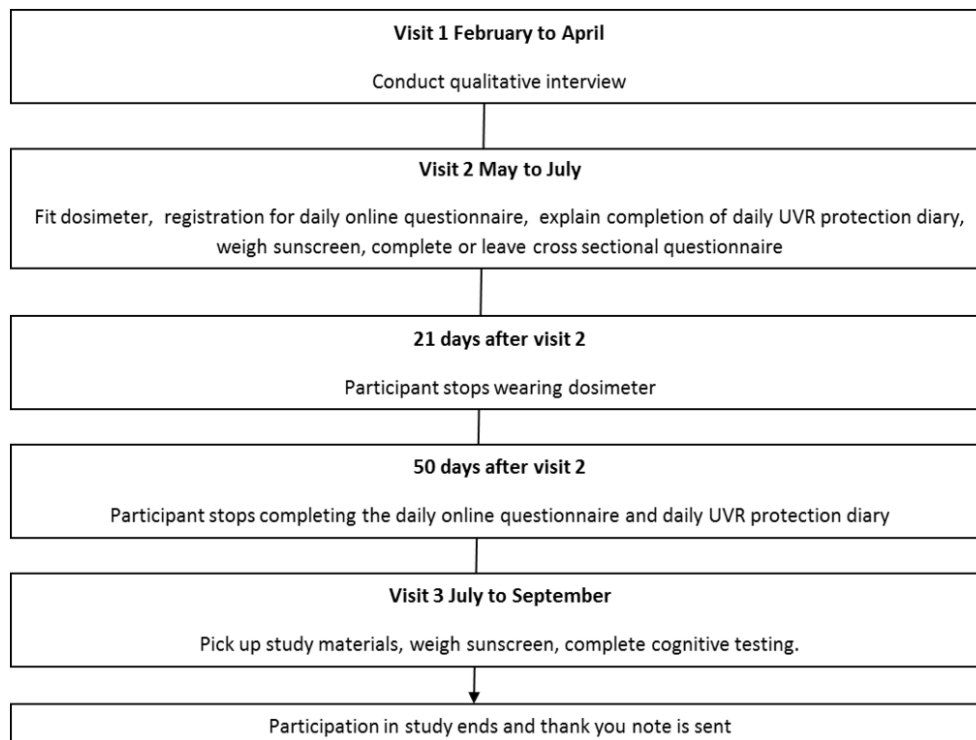 Visit 1 February to April
Conduct qualitative interview
Visit 2 May to July
Fit dosimeter, registration for daily online questionnaire, explain completion of daily UVR protection diary,
weigh sunscreen, complete or leave cross sectional questionnaire
21 days after visit 2
Participant stops wearing dosimeter
50 days after visit 2
Participant stops completing the daily online questionnaire and daily UVR protection diary
Visit 3 July to September
Pick up study materials, weigh sunscreen, complete cognitive testing.
Participation in study ends and thank you note is sent